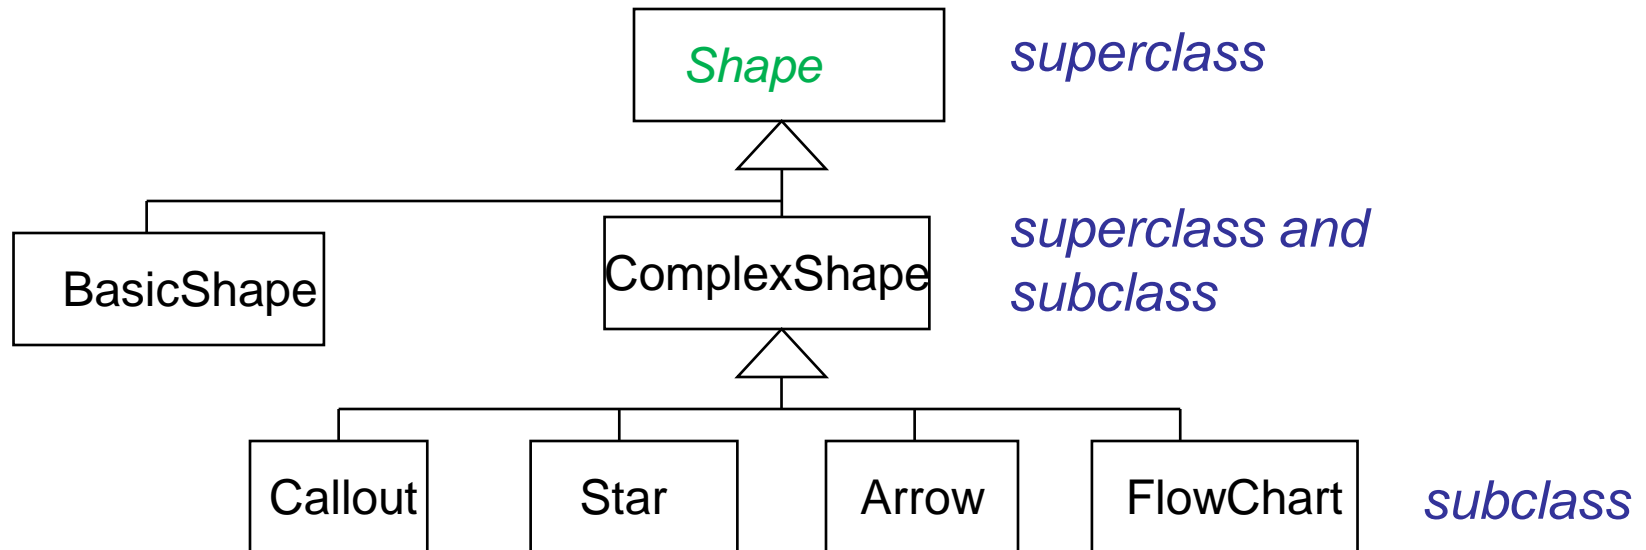 Shape
superclass
BasicShape
ComplexShape
superclass and
subclass
Callout
Star
Arrow
FlowChart
subclass